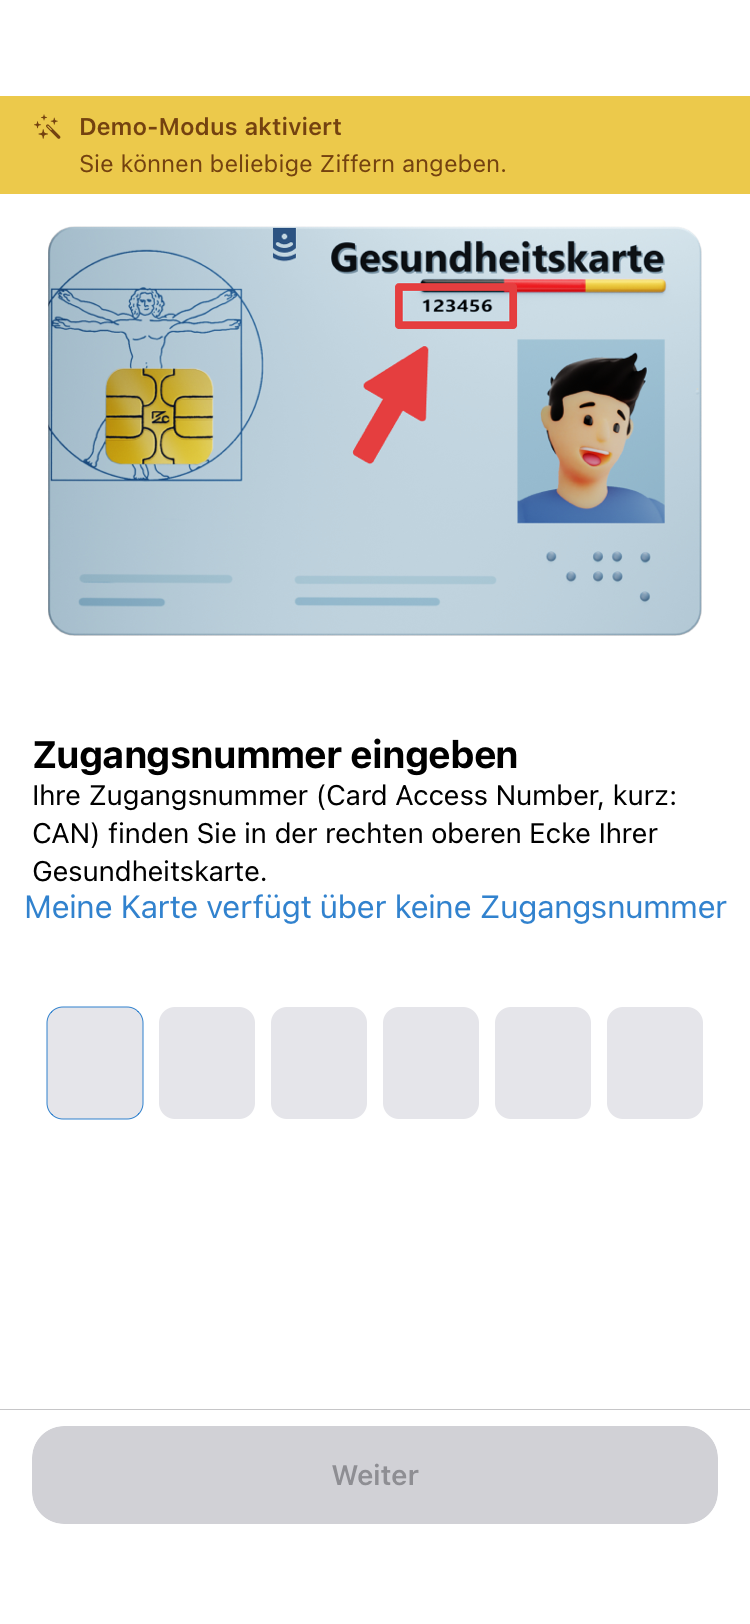 Demo-Modus aktiviert
Sie können beliebige Ziffern angeben.
Gesundheitskarte
123456
Zugangsnummer eingeben
Ihre Zugangsnummer (Card Access Number, kurz:
CAN) finden Sie in der rechten oberen Ecke Ihrer
Gesundheitskarte.
Meine Karte verfügt über keine Zugangsnummer
Weiter